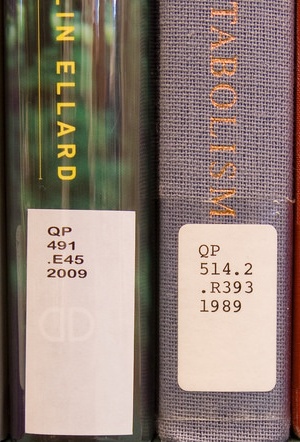 LIN ELLARD
QP
491
.E45
2009
TABOLISM
QP
514.2
.R393
1989